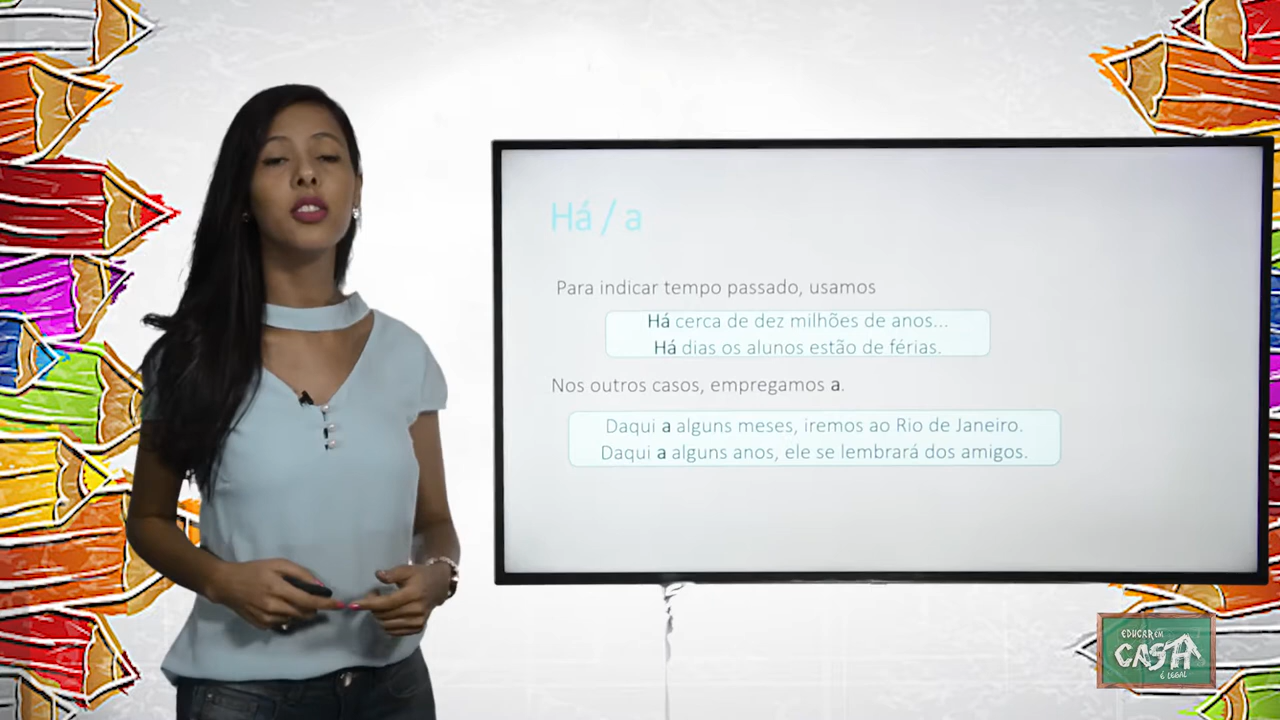 Há / a
Para indicar tempo passado, usamos
Há cerca de dez milhões de anos...
Há dias os alunos estão de férias.
Nos outros casos, empregamos a.
Daqui a alguns meses, iremos ao Rio de Janeiro.
Daqui a alguns anos, ele se lembrará dos amigos.
EDUCAR EM
CASA
É LEGAL